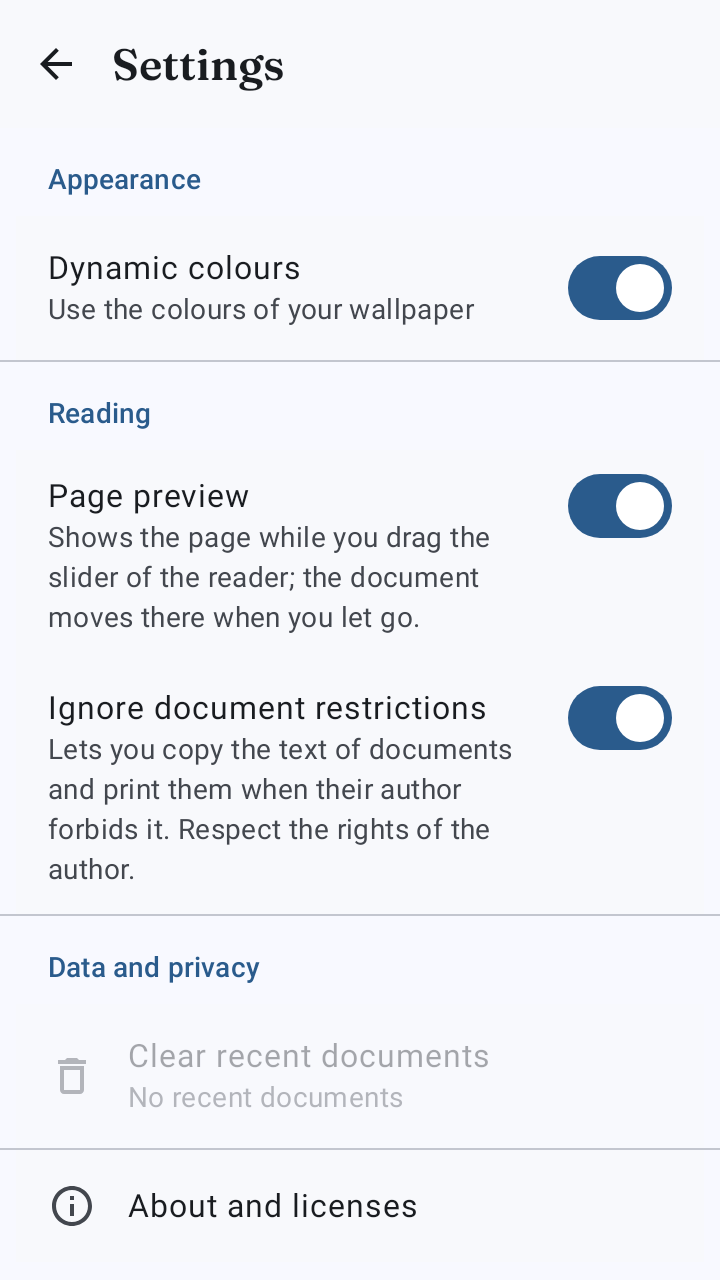 Settings
Appearance
Dynamic colours
Use the colours of your wallpaper
Reading
Page preview
Shows the page while you drag the
slider of the reader; the document
moves there when you let go.
Ignore document restrictions
Lets you copy the text of documents
and print them when their author
forbids it. Respect the rights of the
author.
Data and privacy
Clear recent documents
No recent documents
About and licenses